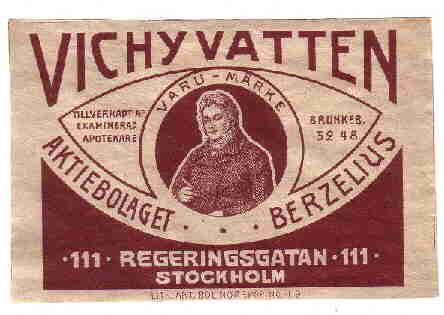 VICHYVATTEN
VARU-MÄRKE
TILLVERKADT AF
EXAMINERAD
APOTEKARE
BRUNKEB.
32 48
AKTIEBOLAGET · · · BERZELIUS
·111· REGERINGSGATAN ·111·
STOCKHOLM